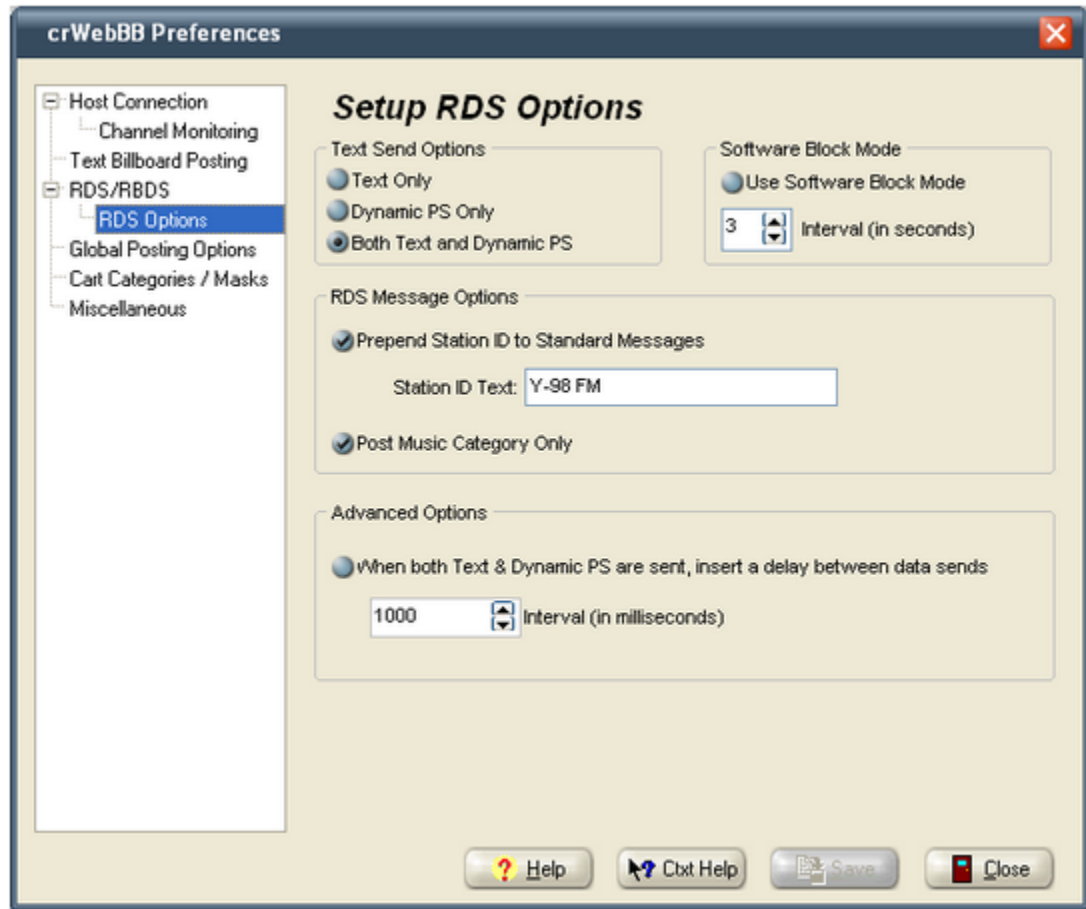 crWebBB Preferences
Host Connection
Channel Monitoring
Text Billboard Posting
RDS/RBDS
RDS Options
Global Posting Options
Cart Categories / Masks
Miscellaneous
Setup RDS Options
Text Send Options
Text Only
Dynamic PS Only
Both Text and Dynamic PS
Software Block Mode
Use Software Block Mode
3 Interval (in seconds)
RDS Message Options
Prepend Station ID to Standard Messages
Station ID Text: Y-98 FM
Post Music Category Only
Advanced Options
When both Text & Dynamic PS are sent, insert a delay between data sends
1000 Interval (in milliseconds)
? Help
? Ctxt Help
Save
Close